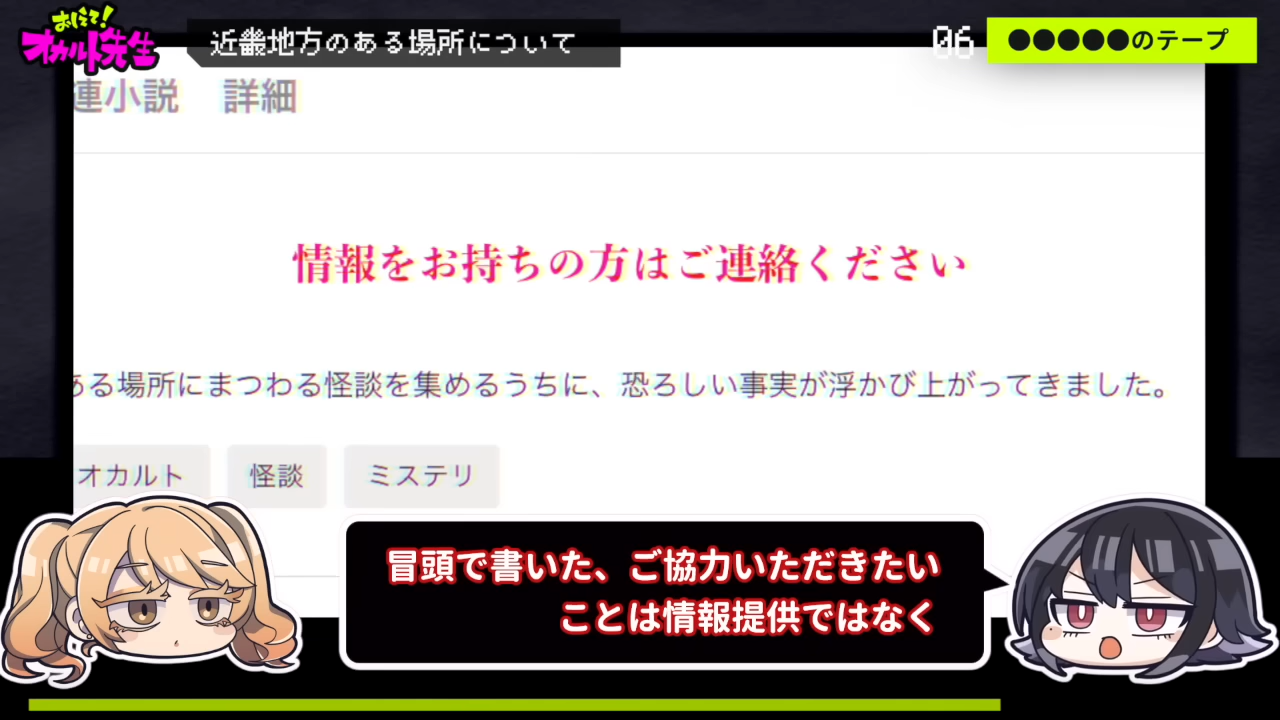 おしえて!
オカルト先生
近畿地方のある場所について
06
●●●●●のテープ
連小説 詳細
情報をお持ちの方はご連絡ください
ある場所にまつわる怪談を集めるうちに、恐ろしい事実が浮かび上がってきました。
オカルト 怪談 ミステリ
冒頭で書いた、ご協力いただきたい
ことは情報提供ではなく